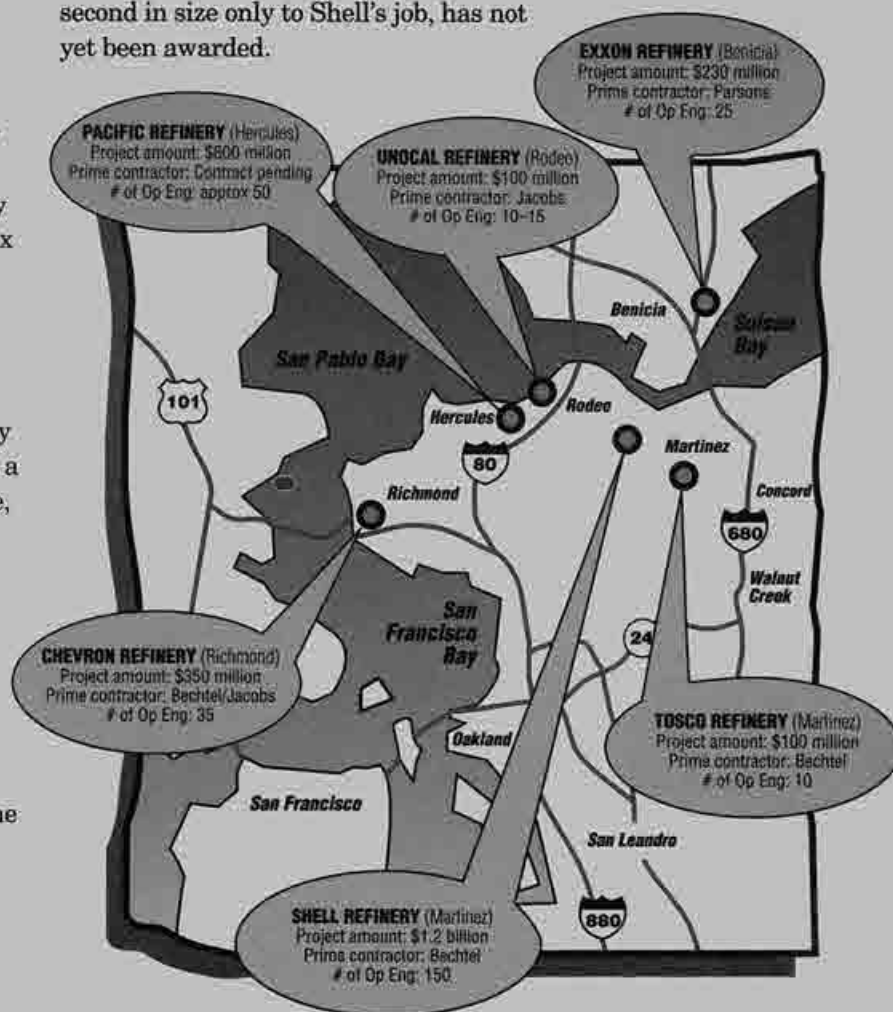 second in size only to Shell's job, has not
yet been awarded.
EXXON REFINERY (Benicia)
Project amount: $230 million
Prime contractor: Parsons
# of Op Eng: 25
PACIFIC REFINERY (Hercules)
Project amount: $600 million
Prime contractor: Contract pending
# of Op Eng: approx 50
UNOCAL REFINERY (Rodeo)
Project amount: $100 million
Prime contractor: Jacobs
# of Op Eng: 10-15
y
x
Benicia
Suisun
Bay
San Pablo Bay
101
Hercules
Rodeo
80
Martinez
y
a
e,
Richmond
Concord
680
Walnut
Creek
San
Francisco
Bay
24
CHEVRON REFINERY (Richmond)
Project amount: $350 million
Prime contractor: Bechtel/Jacobs
# of Op Eng: 35
TOSCO REFINERY (Martinez)
Project amount: $100 million
Prime contractor: Bechtel
# of Op Eng: 10
Oakland
San Francisco
ne
San Leandro
880
SHELL REFINERY (Martinez)
Project amount: $1.2 billion
Prime contractor: Bechtel
# of Op Eng: 150